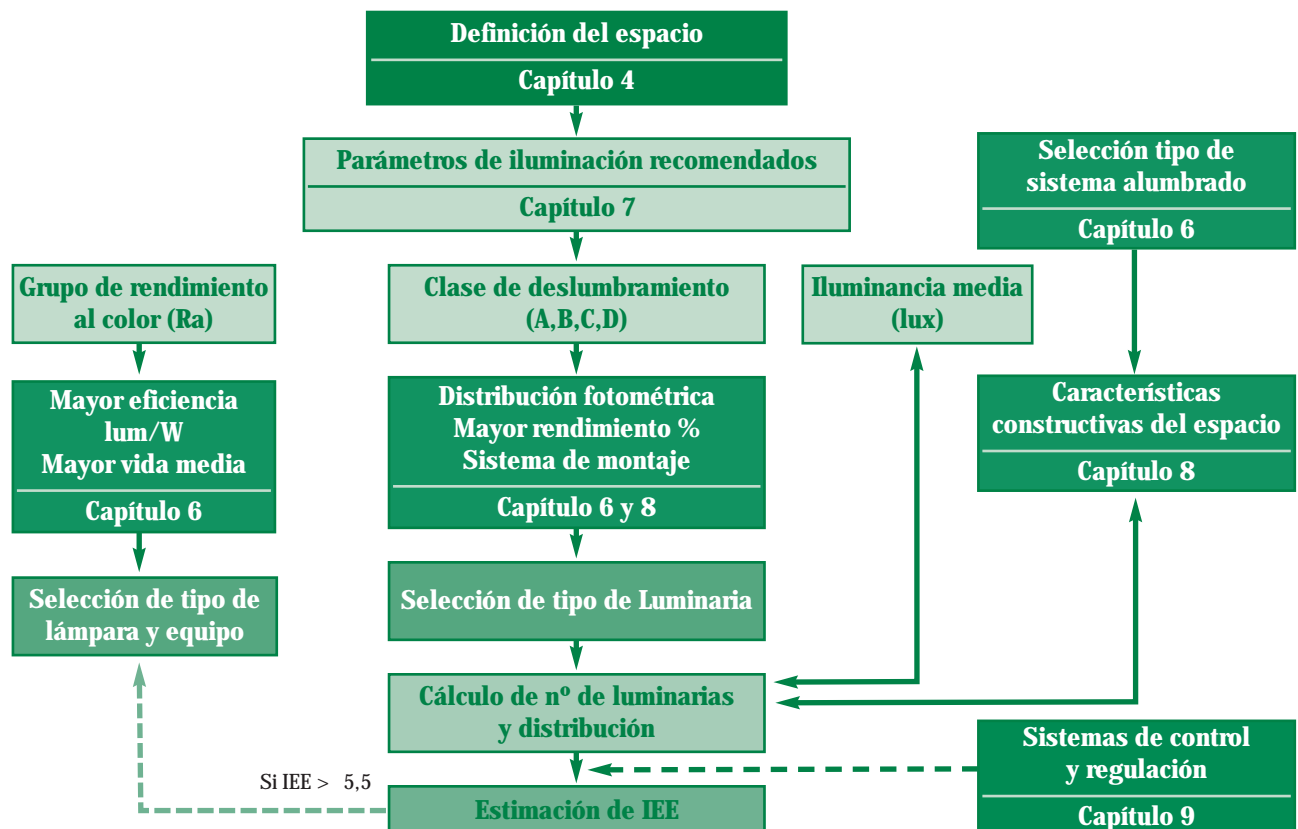 Definición del espacio
Capítulo 4
Parámetros de iluminación recomendados
Capítulo 7
Selección tipo de
sistema alumbrado
Capítulo 6
Grupo de rendimiento
al color (Ra)
Clase de deslumbramiento
(A,B,C,D)
Iluminancia media
(lux)
Mayor eficiencia
lum/W
Mayor vida media
Capítulo 6
Distribución fotométrica
Mayor rendimiento %
Sistema de montaje
Capítulo 6 y 8
Características
constructivas del espacio
Capítulo 8
Selección de tipo de
lámpara y equipo
Selección de tipo de Luminaria
Cálculo de nº de luminarias
y distribución
Sistemas de control
y regulación
Capítulo 9
Si IEE > 5,5
Estimación de IEE